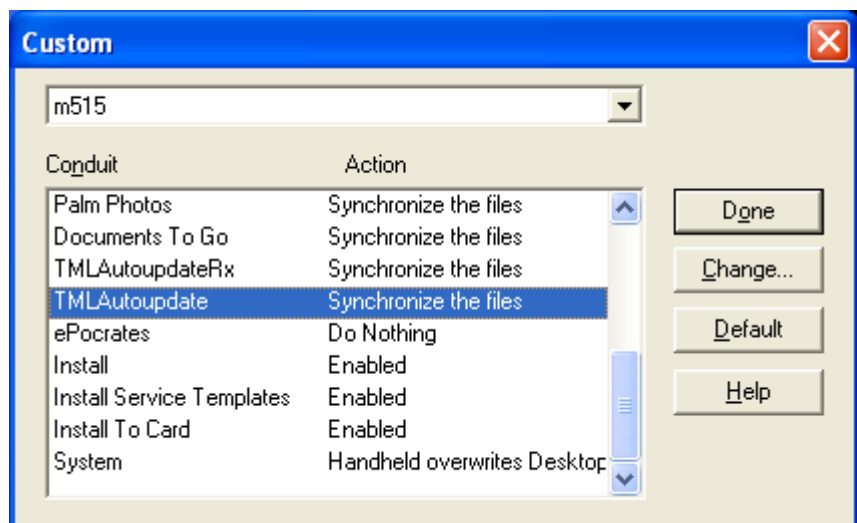 Custom
m515
Conduit Action
Palm Photos Synchronize the files
Documents To Go Synchronize the files
TMLAutoupdateRx Synchronize the files
TMLAutoupdate Synchronize the files
ePocrates Do Nothing
Install Enabled
Install Service Templates Enabled
Install To Card Enabled
System Handheld overwrites Desktop
Done
Change...
Default
Help